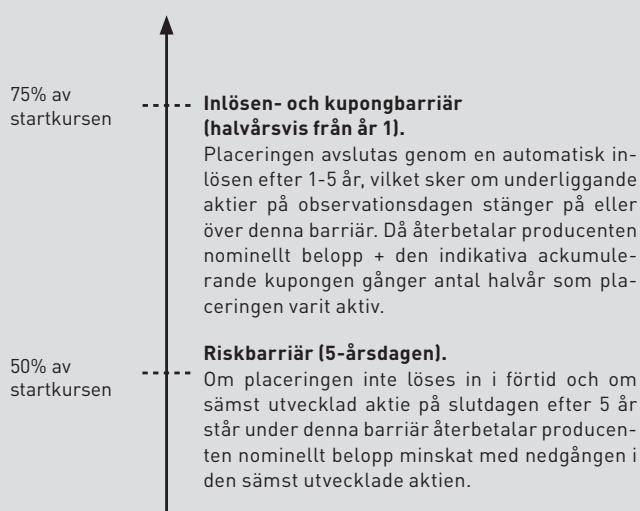 75% av
startkursen
Inlösen- och kupongbarriär
(halvårsvis från år 1).
Placeringen avslutas genom en automatisk in-
lösen efter 1-5 år, vilket sker om underliggande
aktier på observationsdagen stänger på eller
över denna barriär. Då återbetalar producenten
nominellt belopp + den indikativa ackumule-
rande kupongen gånger antal halvår som pla-
ceringen varit aktiv.
50% av
startkursen
Riskbarriär (5-årsdagen).
Om placeringen inte löses in i förtid och om
sämst utvecklad aktie på slutdagen efter 5 år
står under denna barriär återbetalar producen-
ten nominellt belopp minskat med nedgången i
den sämst utvecklade aktien.